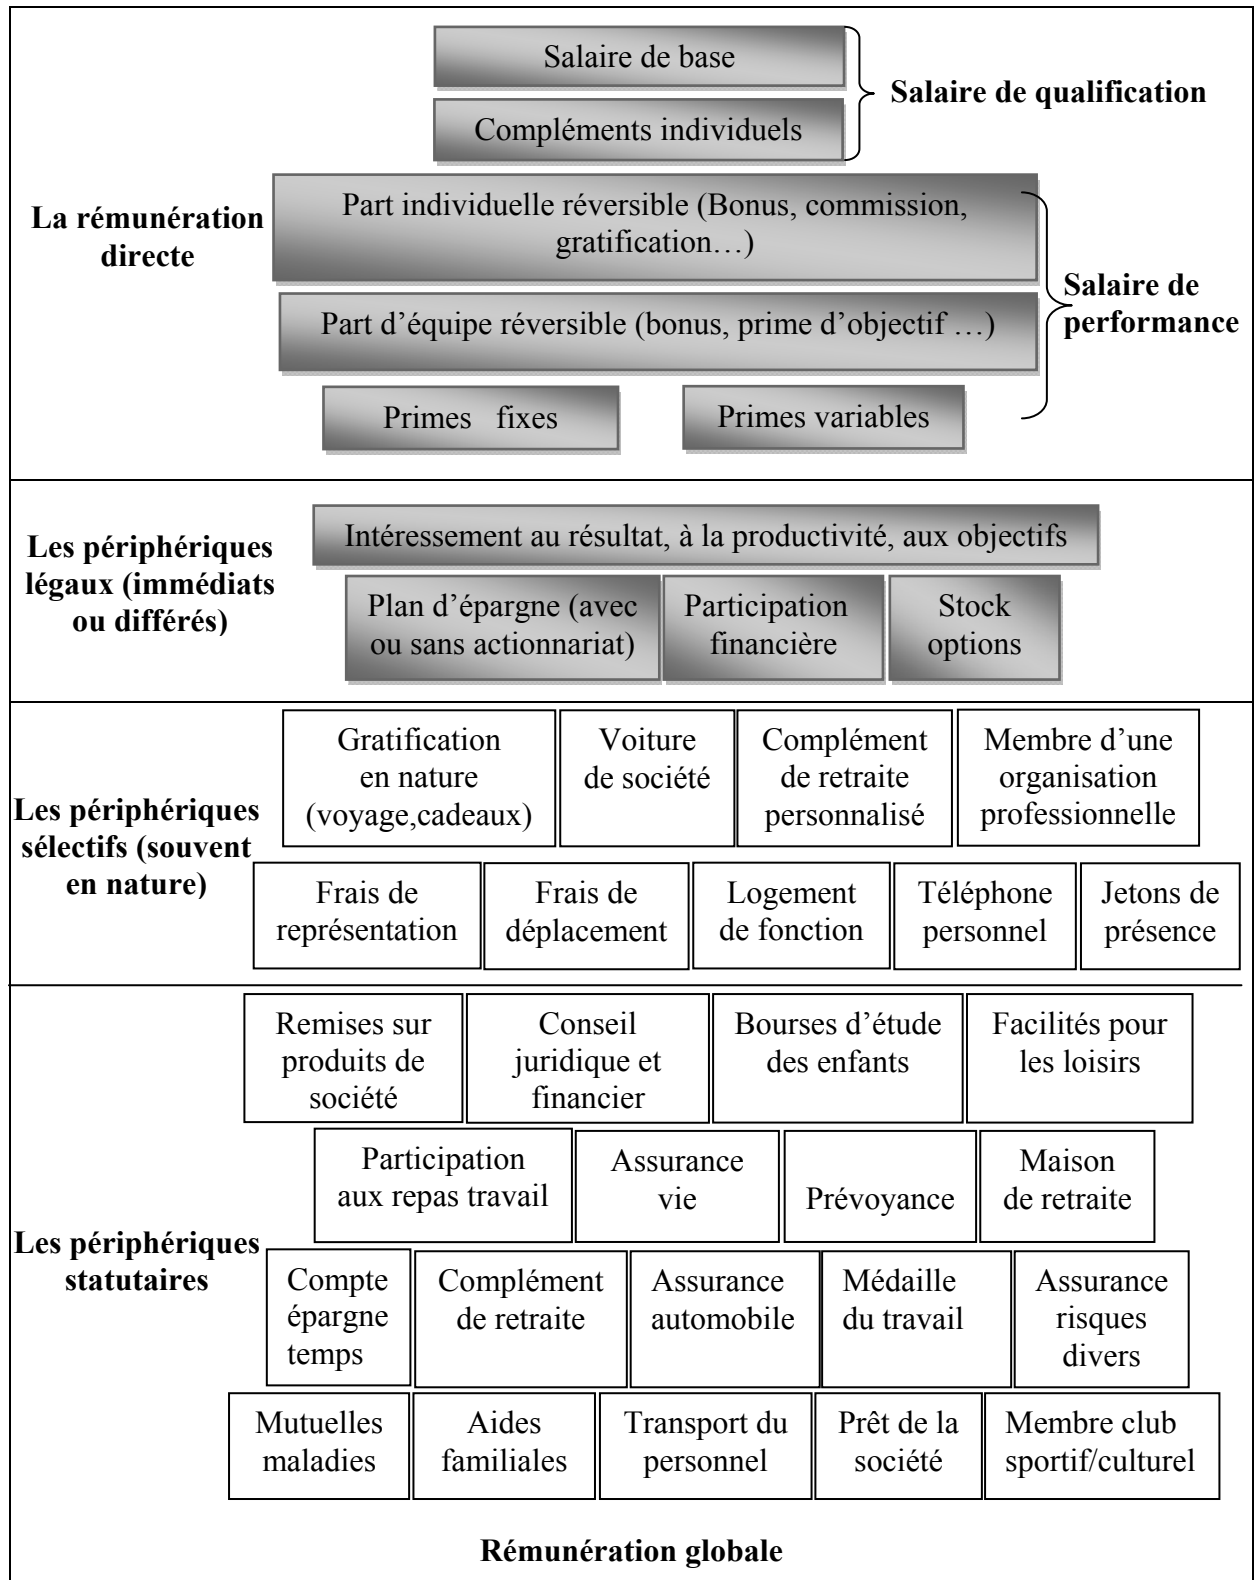 Salaire de base
Compléments individuels
Salaire de qualification
La rémunération
directe
Part individuelle réversible (Bonus, commission,
gratification…)
Part d’équipe réversible (bonus, prime d’objectif …)
Primes fixes
Primes variables
Salaire de
performance
Les périphériques
légaux (immédiats
ou différés)
Intéressement au résultat, à la productivité, aux objectifs
Plan d’épargne (avec
ou sans actionnariat)
Participation
financière
Stock
options
Les périphériques
sélectifs (souvent
en nature)
Gratification
en nature
(voyage,cadeaux)
Voiture
de société
Complément
de retraite
personnalisé
Membre d’une
organisation
professionnelle
Frais de
représentation
Frais de
déplacement
Logement
de fonction
Téléphone
personnel
Jetons de
présence
Les périphériques
statutaires
Remises sur
produits de
société
Conseil
juridique et
financier
Bourses d’étude
des enfants
Facilités pour
les loisirs
Participation
aux repas travail
Assurance
vie
Prévoyance
Maison
de retraite
Compte
épargne
temps
Complément
de retraite
Assurance
automobile
Médaille
du travail
Assurance
risques
divers
Mutuelles
maladies
Aides
familiales
Transport du
personnel
Prêt de la
société
Membre club
sportif/culturel
Rémunération globale